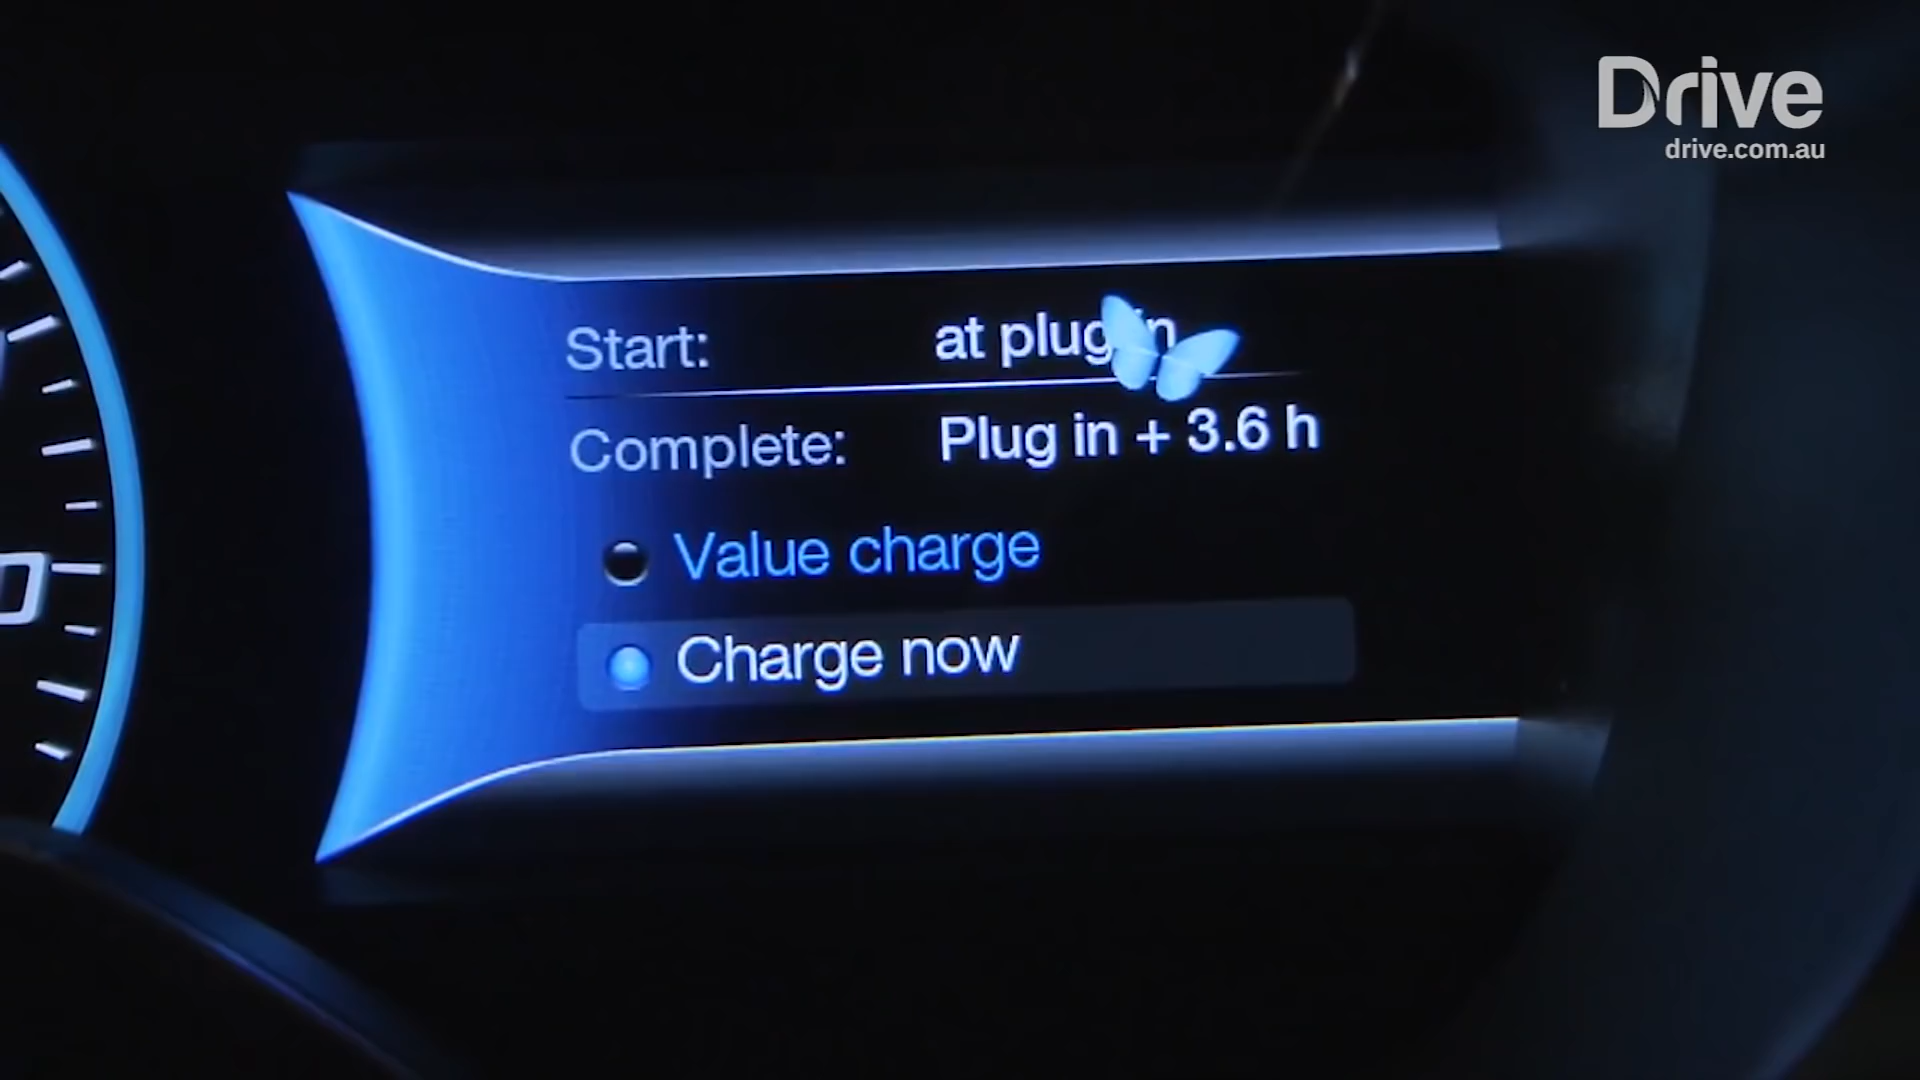 Drive
drive.com.au
Start: at plug in
Complete: Plug in + 3.6 h
Value charge
Charge now